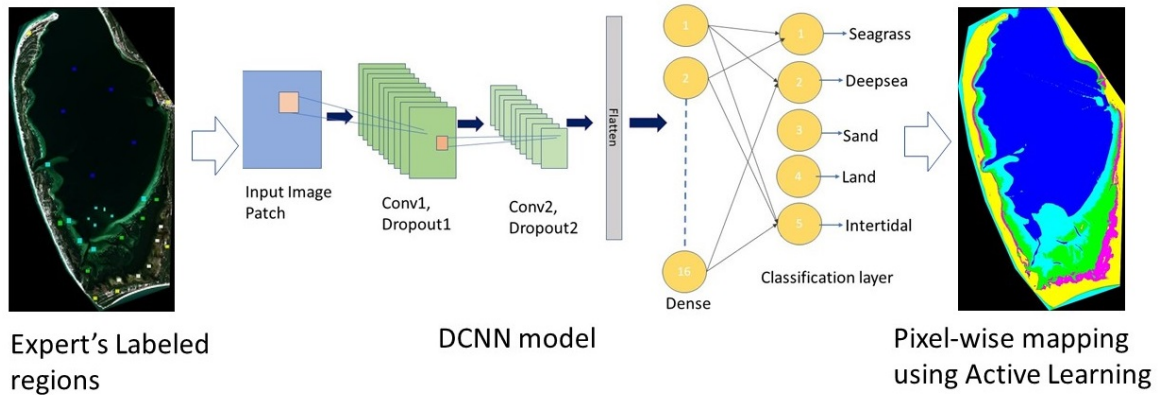 1
2
16
Dense
1
2
3
4
5
Seagrass
Deepsea
Sand
Land
Intertidal
Classification layer
Flatten
Input Image
Patch
Conv1,
Dropout1
Conv2,
Dropout2
Expert’s Labeled
regions
DCNN model
Pixel-wise mapping
using Active Learning